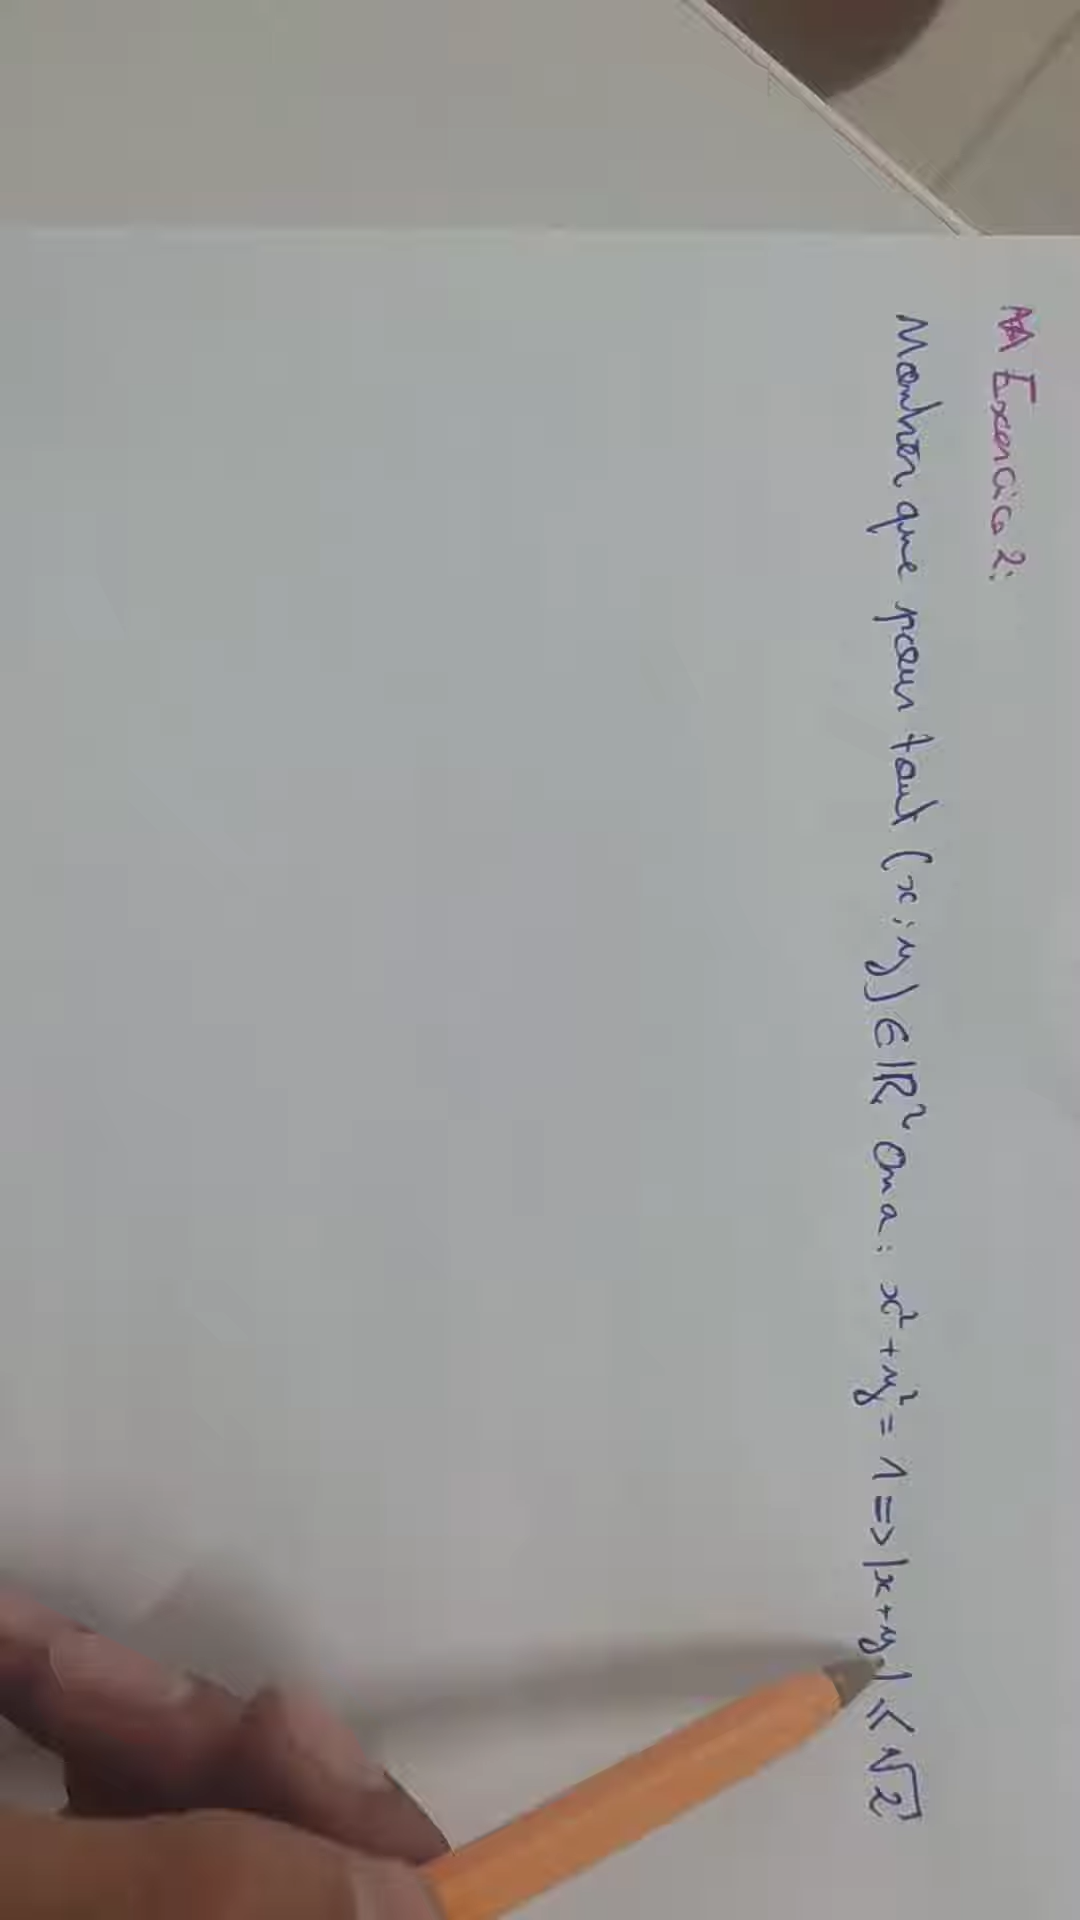 Exercice 2:
Montrer que pour tout (x; y) ∈ ℝ² on a: x² + y² = 1 => |x + y| ⩽ √2